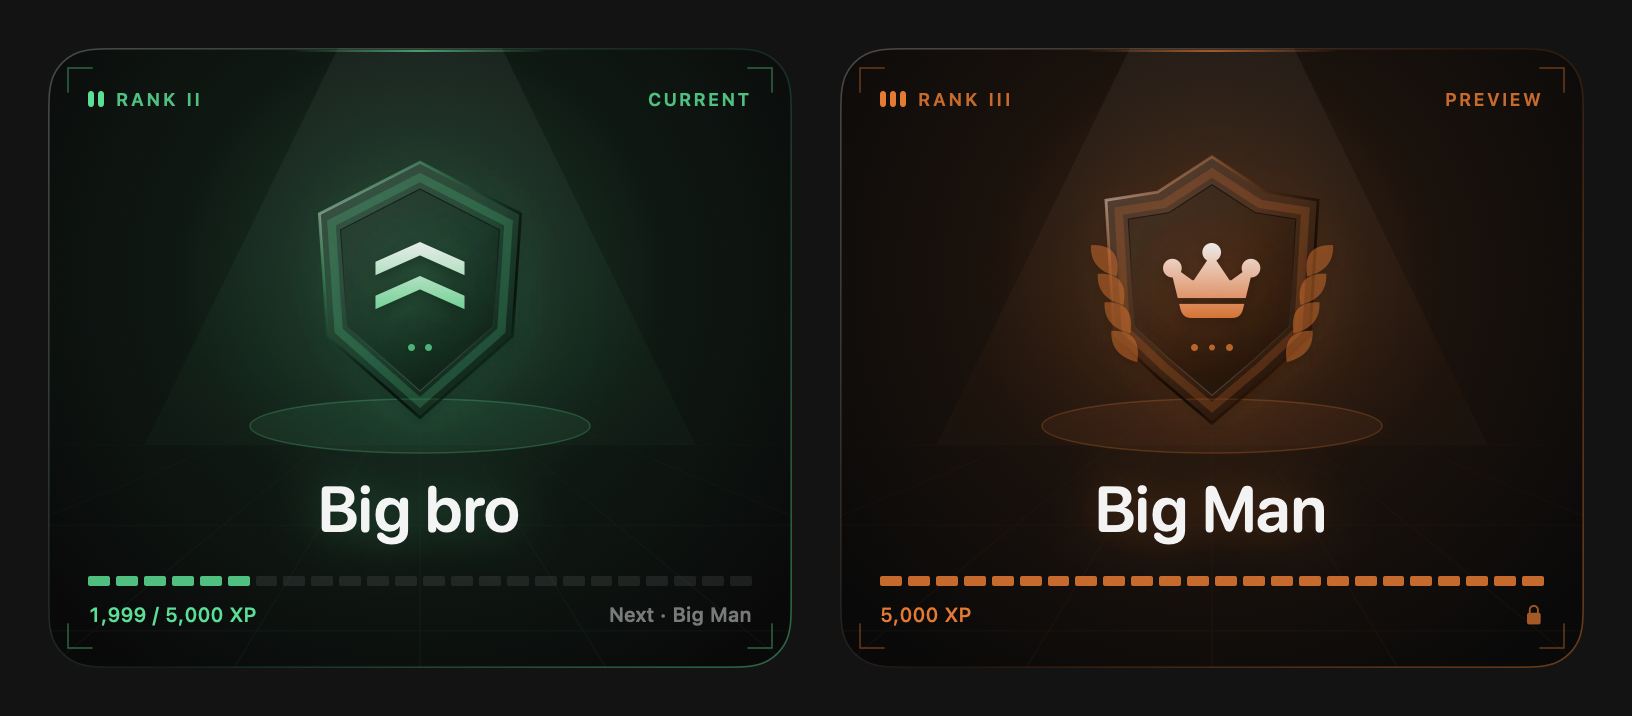 RANK II
CURRENT
Big bro
1,999 / 5,000 XP
Next · Big Man
RANK III
PREVIEW
Big Man
5,000 XP